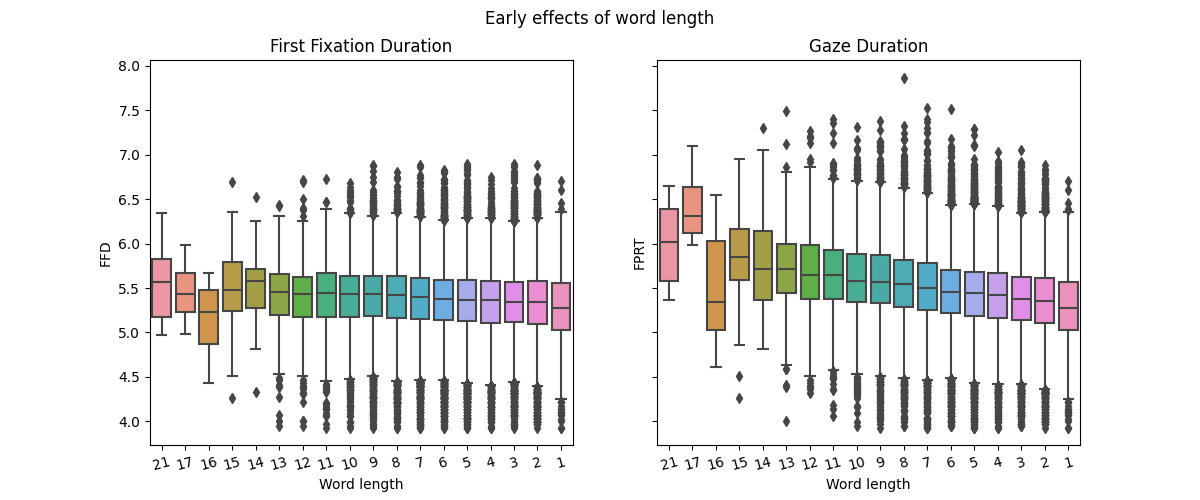 Early effects of word length
First Fixation Duration
Gaze Duration
8.0
7.5
7.0
6.5
6.0
5.5
5.0
4.5
4.0
FFD
FPRT
21 17 16 15 14 13 12 11 10 9 8 7 6 5 4 3 2 1
21 17 16 15 14 13 12 11 10 9 8 7 6 5 4 3 2 1
Word length
Word length